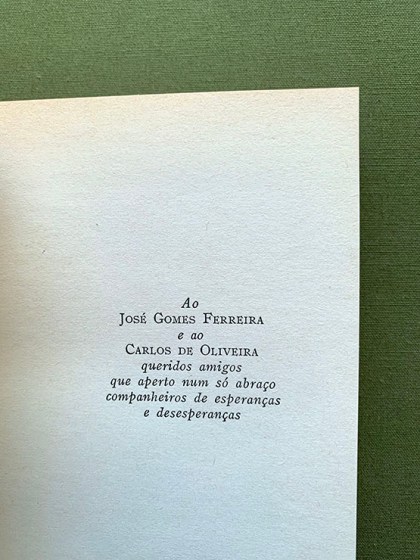 Ao
JOSÉ GOMES FERREIRA
e ao
CARLOS DE OLIVEIRA
queridos amigos
que aperto num só abraço
companheiros de esperanças
e desesperanças